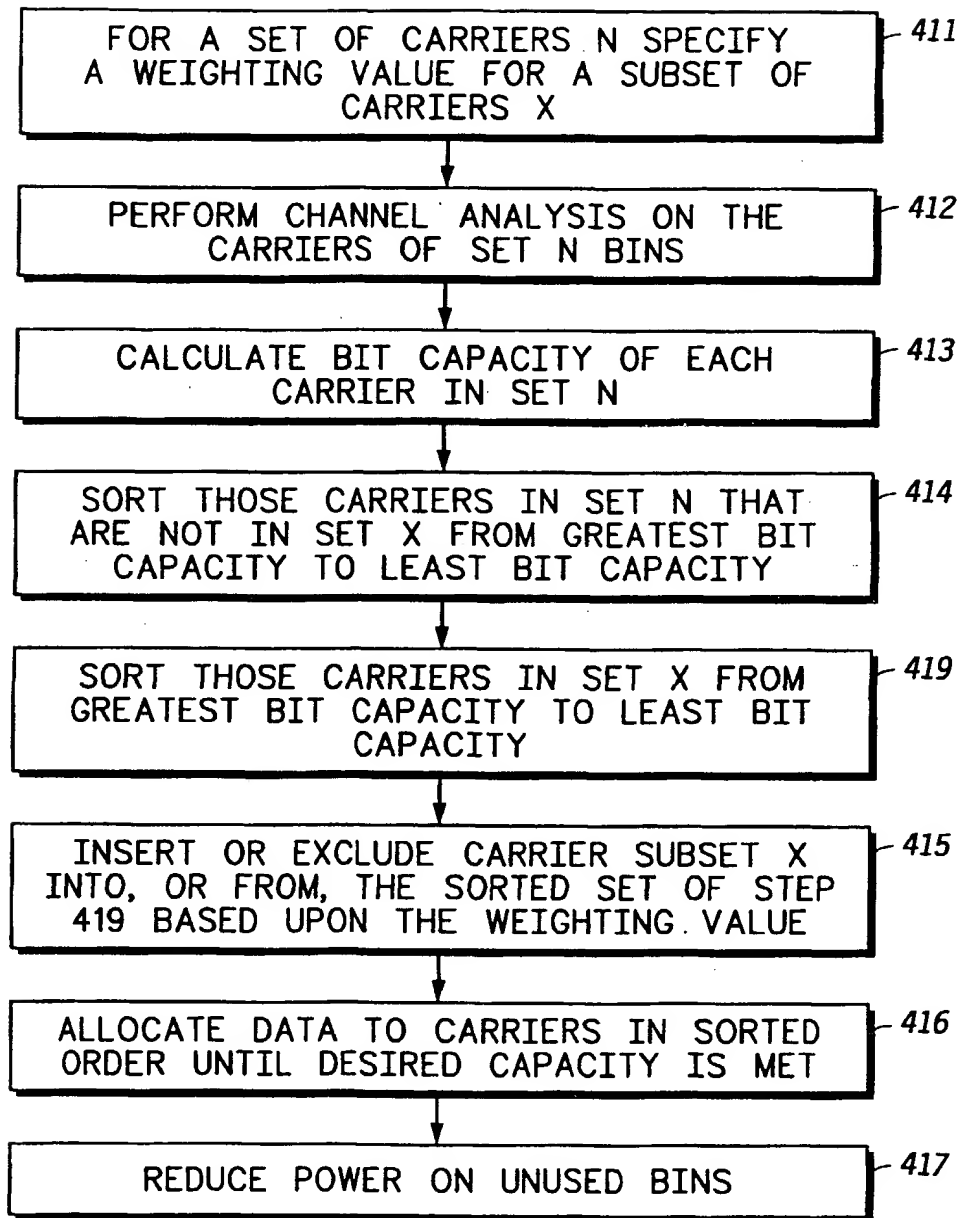 FOR A SET OF CARRIERS N SPECIFY
A WEIGHTING VALUE FOR A SUBSET OF
CARRIERS X
411
PERFORM CHANNEL ANALYSIS ON THE
CARRIERS OF SET N BINS
412
CALCULATE BIT CAPACITY OF EACH
CARRIER IN SET N
413
SORT THOSE CARRIERS IN SET N THAT
ARE NOT IN SET X FROM GREATEST BIT
CAPACITY TO LEAST BIT CAPACITY
414
SORT THOSE CARRIERS IN SET X FROM
GREATEST BIT CAPACITY TO LEAST BIT
CAPACITY
419
INSERT OR EXCLUDE CARRIER SUBSET X
INTO, OR FROM, THE SORTED SET OF STEP
419 BASED UPON THE WEIGHTING VALUE
415
ALLOCATE DATA TO CARRIERS IN SORTED
ORDER UNTIL DESIRED CAPACITY IS MET
416
REDUCE POWER ON UNUSED BINS
417